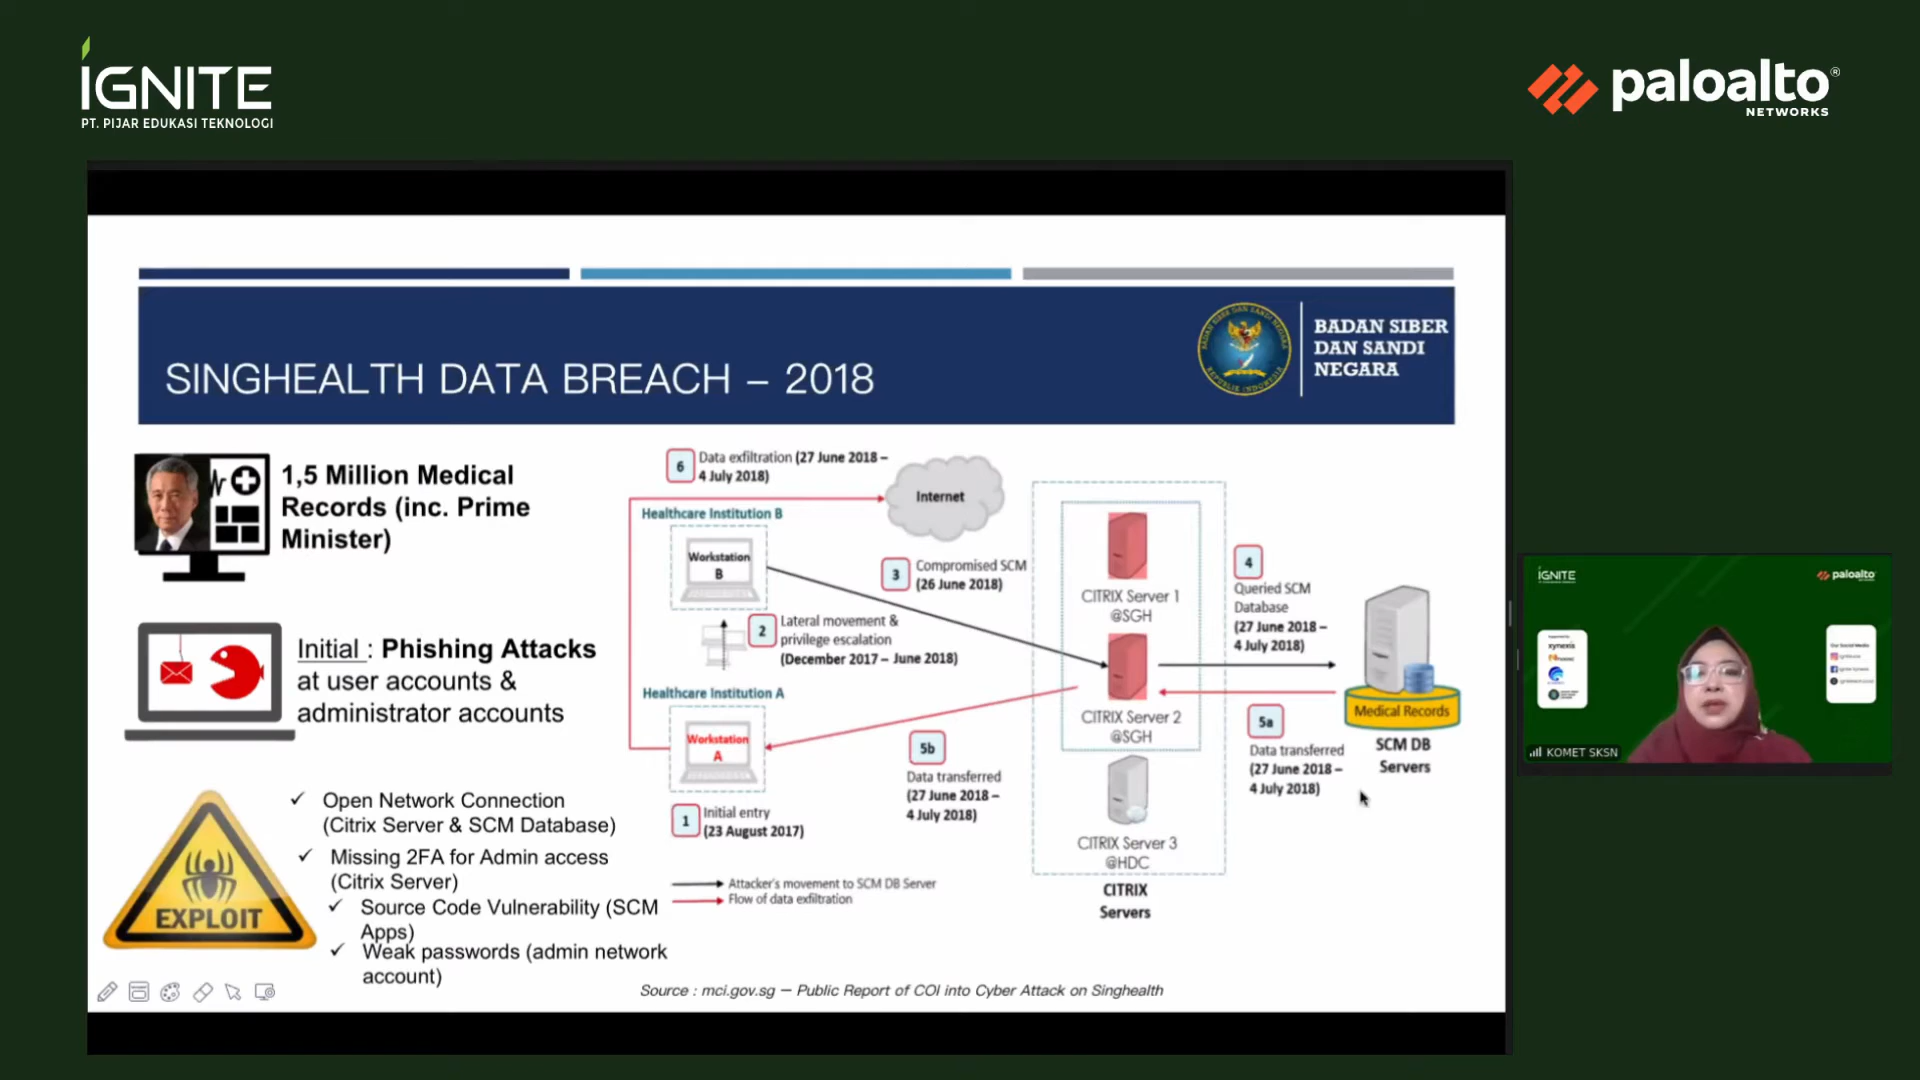 IGNITE
PT. PIJAR EDUKASI TEKNOLOGI
paloalto®
NETWORKS
SINGHEALTH DATA BREACH – 2018
BADAN SIBER
DAN SANDI
NEGARA
1,5 Million Medical
Records (inc. Prime
Minister)
Initial : Phishing Attacks
at user accounts &
administrator accounts
EXPLOIT
✓ Open Network Connection
(Citrix Server & SCM Database)
✓ Missing 2FA for Admin access
(Citrix Server)
✓ Source Code Vulnerability (SCM
Apps)
✓ Weak passwords (admin network
account)
6
Data exfiltration (27 June 2018 –
4 July 2018)
Internet
Healthcare Institution B
Workstation
B
3
Compromised SCM
(26 June 2018)
2
Lateral movement &
privilege escalation
(December 2017 – June 2018)
Healthcare Institution A
Workstation
A
1
Initial entry
(23 August 2017)
5b
Data transferred
(27 June 2018 –
4 July 2018)
CITRIX Server 1
@SGH
CITRIX Server 2
@SGH
CITRIX Server 3
@HDC
CITRIX
Servers
4
Queried SCM
Database
(27 June 2018 –
4 July 2018)
5a
Data transferred
(27 June 2018 –
4 July 2018)
Medical Records
SCM DB
Servers
Attacker's movement to SCM DB Server
Flow of data exfiltration
Source : mci.gov.sg — Public Report of COI into Cyber Attack on Singhealth
IGNITE
paloalto
xynexis
Our Social Media
KOMET SKSN